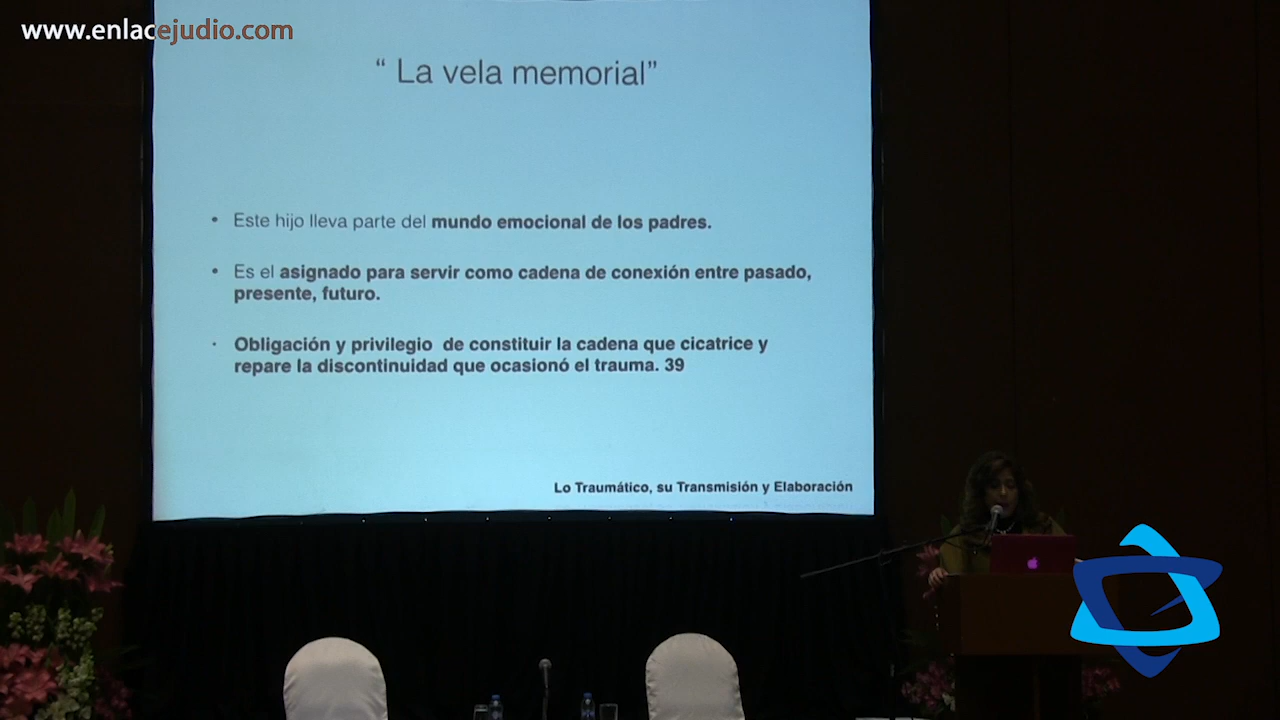 www.enlacejudio.com
“ La vela memorial”
• Este hijo lleva parte del mundo emocional de los padres.
• Es el asignado para servir como cadena de conexión entre pasado,
presente, futuro.
· Obligación y privilegio de constituir la cadena que cicatrice y
repare la discontinuidad que ocasionó el trauma. 39
Lo Traumático, su Transmisión y Elaboración